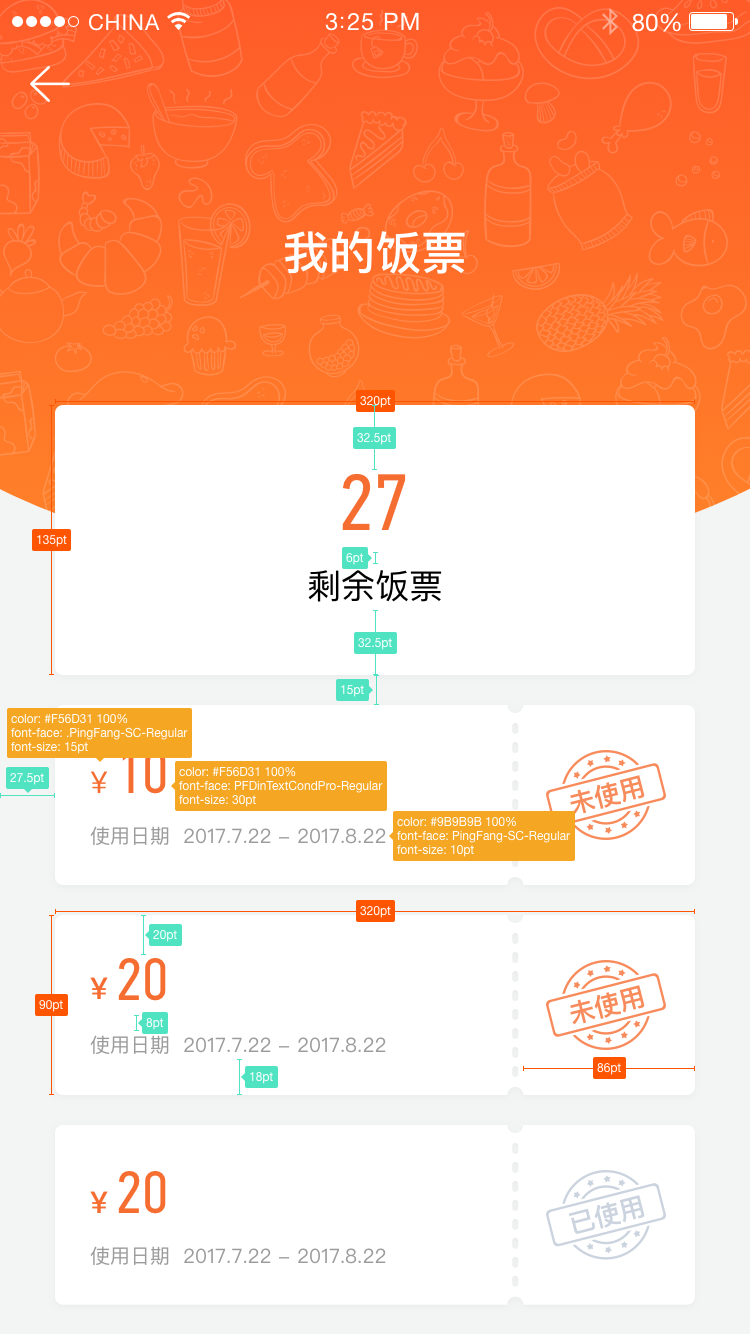 CHINA 3:25 PM 80%
我的饭票
320pt
32.5pt
27
135pt
6pt
剩余饭票
32.5pt
15pt
color: #F56D31 100%
font-face: .PingFang-SC-Regular
font-size: 15pt
¥ 10
color: #F56D31 100%
font-face: PFDinTextCondPro-Regular
font-size: 30pt
27.5pt
未使用
color: #9B9B9B 100%
font-face: PingFang-SC-Regular
font-size: 10pt
使用日期 2017.7.22 – 2017.8.22
320pt
20pt
¥ 20
90pt
8pt
未使用
使用日期 2017.7.22 – 2017.8.22
86pt
18pt
¥ 20
已使用
使用日期 2017.7.22 – 2017.8.22